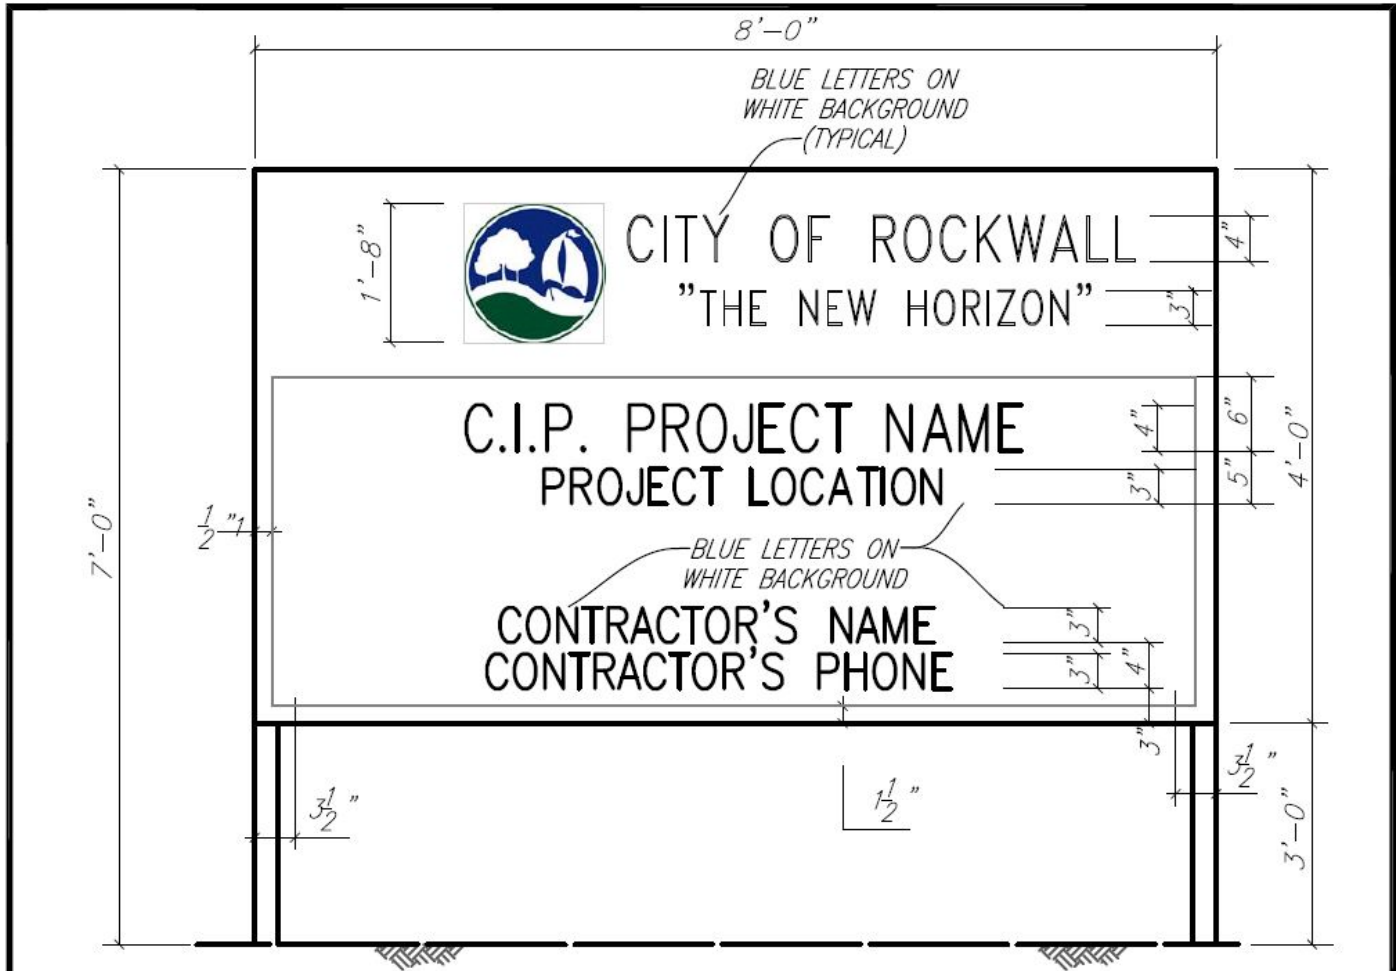 8'-0"
BLUE LETTERS ON
WHITE BACKGROUND
(TYPICAL)
1'-8"
CITY OF ROCKWALL
4"
"THE NEW HORIZON"
3"
C.I.P. PROJECT NAME
4"
6"
PROJECT LOCATION
3"
5"
4'-0"
7'-0"
1/2 "1
BLUE LETTERS ON
WHITE BACKGROUND
CONTRACTOR'S NAME
3"
CONTRACTOR'S PHONE
3"
4"
3"
3 1/2 "
1 1/2 "
3 1/2 "
3'-0"